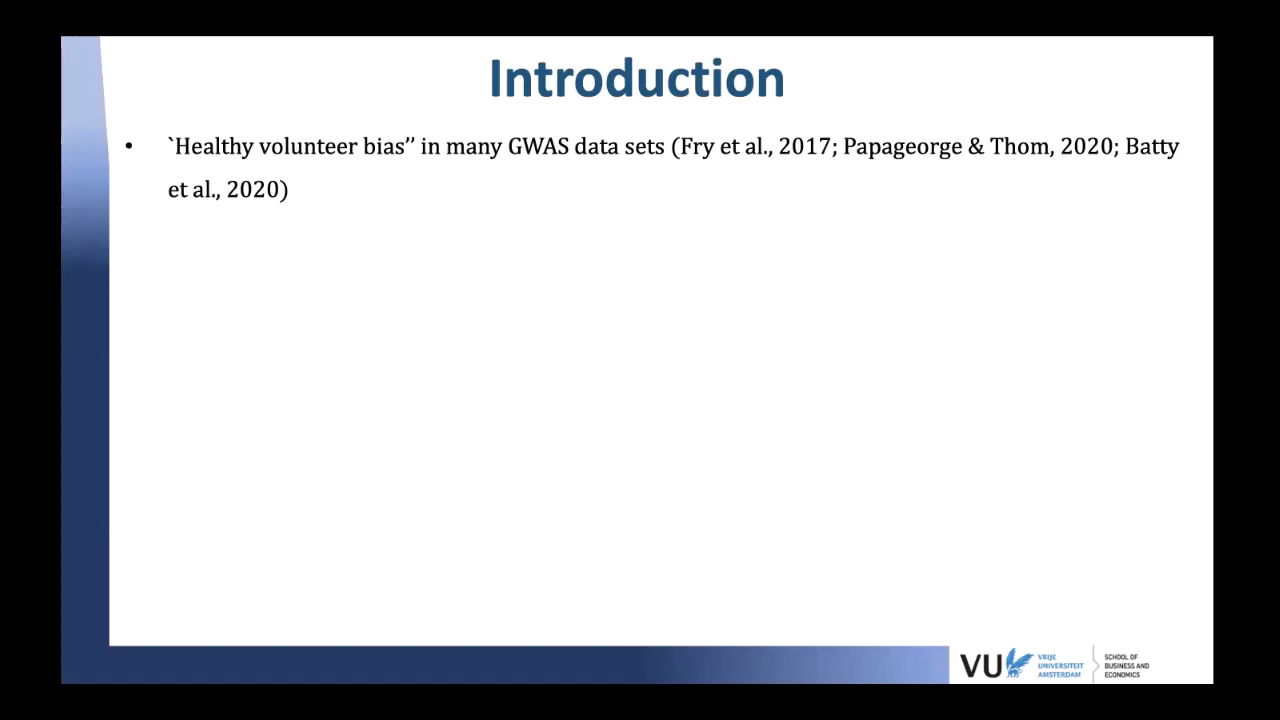 Introduction
• `Healthy volunteer bias’’ in many GWAS data sets (Fry et al., 2017; Papageorge & Thom, 2020; Batty
et al., 2020)
VU
VRIJE
UNIVERSITEIT
AMSTERDAM
SCHOOL OF
BUSINESS AND
ECONOMICS